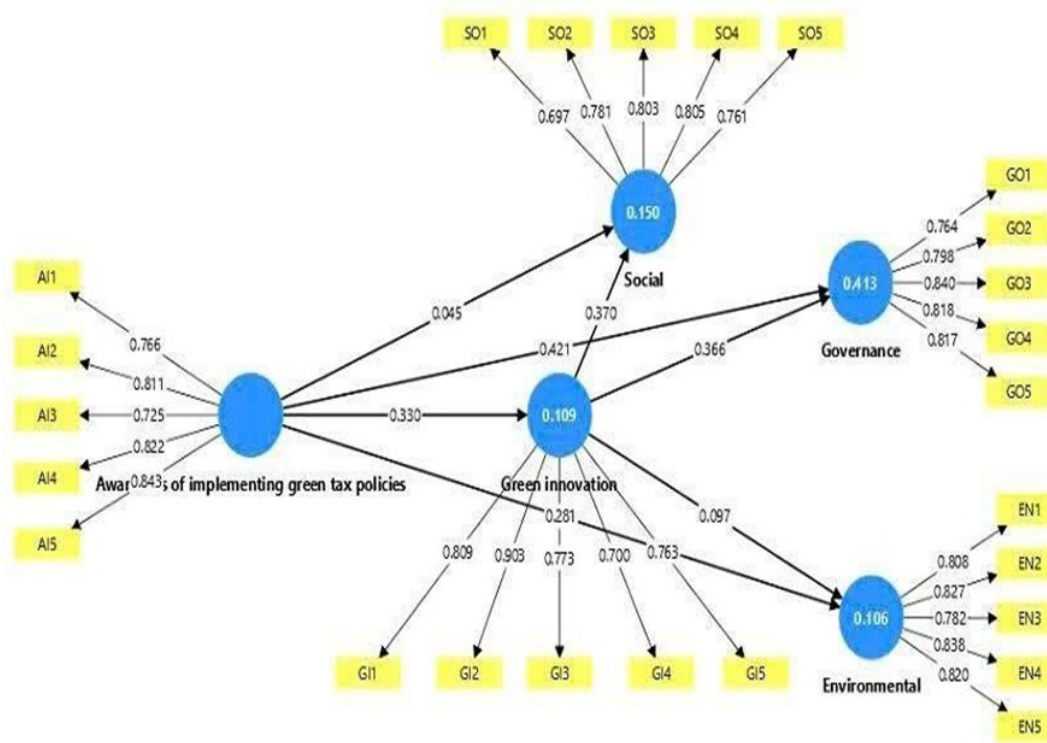 SO1 SO2 SO3 SO4 SO5
0.697 0.781 0.803 0.805 0.761
0.150
Social
GO1
GO2
GO3
GO4
GO5
0.764
0.798
0.840
0.818
0.817
0.413
Governance
AI1
AI2
AI3
AI4
AI5
0.766
0.811
0.725
0.822
0.843
of implementing green tax policies
0.045
0.421
0.330
0.281
0.370
0.366
0.097
0.109
Green innovation
0.809 0.903 0.773 0.700 0.763
GI1 GI2 GI3 GI4 GI5
EN1
EN2
EN3
EN4
EN5
0.808
0.827
0.782
0.838
0.820
0.106
Environmental